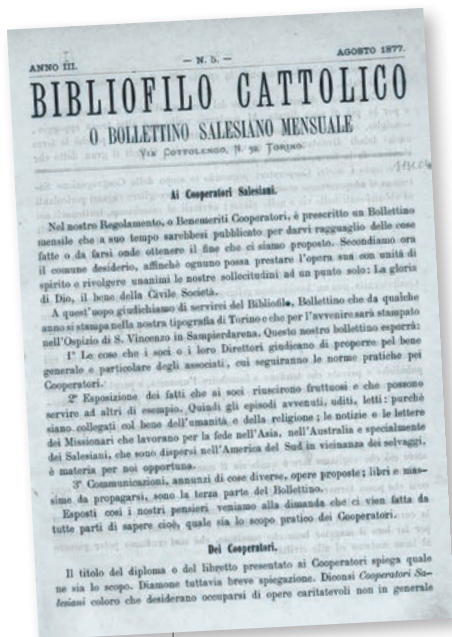 ANNO III.
— N. 5. —
AGOSTO 1877.
BIBLIOFILO CATTOLICO
O BOLLETTINO SALESIANO MENSUALE
VIA COTTOLENGO, N. 32 TORINO.
Ai Cooperatori Salesiani.
Nel nostro Regolamento, o Benemeriti Cooperatori, è prescritto un Bollettino
mensile che a suo tempo sarebbesi pubblicato per darvi ragguaglio delle cose
fatte o da farsi onde ottenere il fine che ci siamo proposto. Secondiamo ora
il comune desiderio, affinchè ognuno possa prestare l'opera sua con unità di
spirito e rivolgere unanimi le nostre sollecitudini ad un punto solo: La gloria
di Dio, il bene della Civile Società.
A quest'uopo giudichiamo di servirci del Bibliofilo, Bollettino che da qualche
anno si stampa nella nostra tipografia di Torino e che per l'avvenire sarà stampato
nell'Ospizio di S. Vincenzo in Sampierdarena. Questo nostro bollettino esporrà:
1° Le cose che i soci o i loro Direttori giudicano di proporre pel bene
generale e particolare degli associati, cui seguiranno le norme pratiche pei
Cooperatori.
2° Esposizione dei fatti che ai soci riuscirono fruttuosi e che possono
servire ad altri di esempio. Quindi gli episodi avvenuti, uditi, letti: purchè
siano collegati col bene dell'umanità e della religione; le notizie e le lettere
dei Missionari che lavorano per la fede nell'Asia, nell'Australia e specialmente
dei Salesiani, che sono dispersi nell'America del Sud in vicinanza dei selvaggi,
è materia per noi opportuna.
3° Communicazioni, annunzi di cose diverse, opere proposte; libri e mas-
sime da propagarsi, sono la terza parte del Bollettino.
Esposti così i nostri pensieri veniamo alla dimanda che ci vien fatta da
tutte parti di sapere cioè, quale sia lo scopo pratico dei Cooperatori.
Dei Cooperatori.
Il titolo del diploma o del libretto presentato ai Cooperatori spiega quale
ne sia lo scopo. Diamone tuttavia breve spiegazione. Diconsi Cooperatori Sa-
lesiani coloro che desiderano occuparsi di opere caritatevoli non in generale